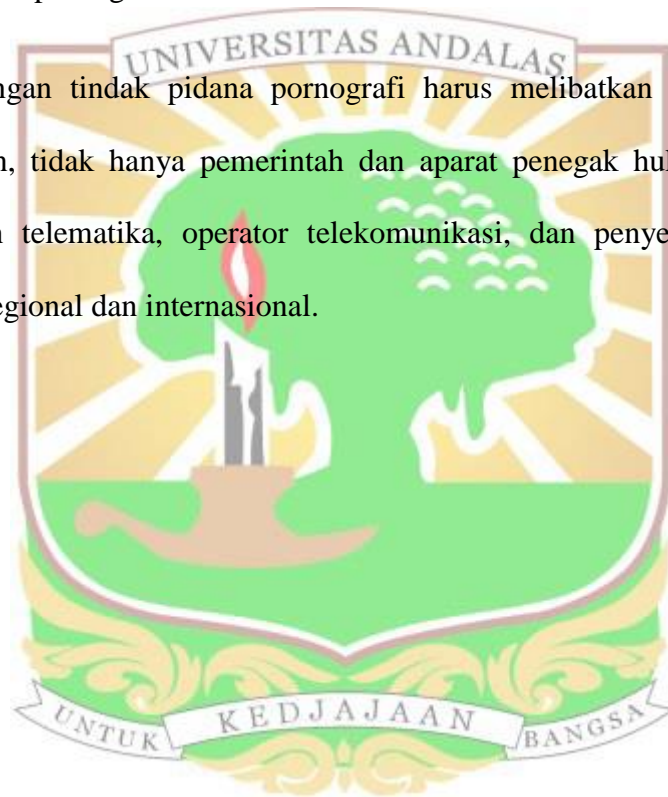 UNIVERSITAS ANDALAS
ngan tindak pidana pornografi harus melibatkan
n, tidak hanya pemerintah dan aparat penegak huk
telematika, operator telekomunikasi, dan penye
egional dan internasional.
UNTUK KEDJAJAAN BANGSA